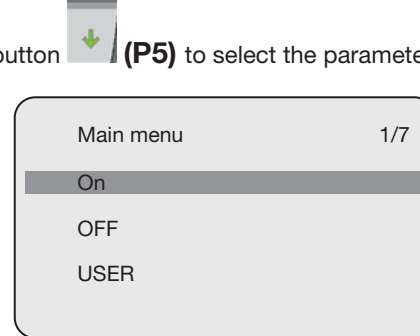 button (P5) to select the paramete
Main menu 1/7
On
OFF
USER